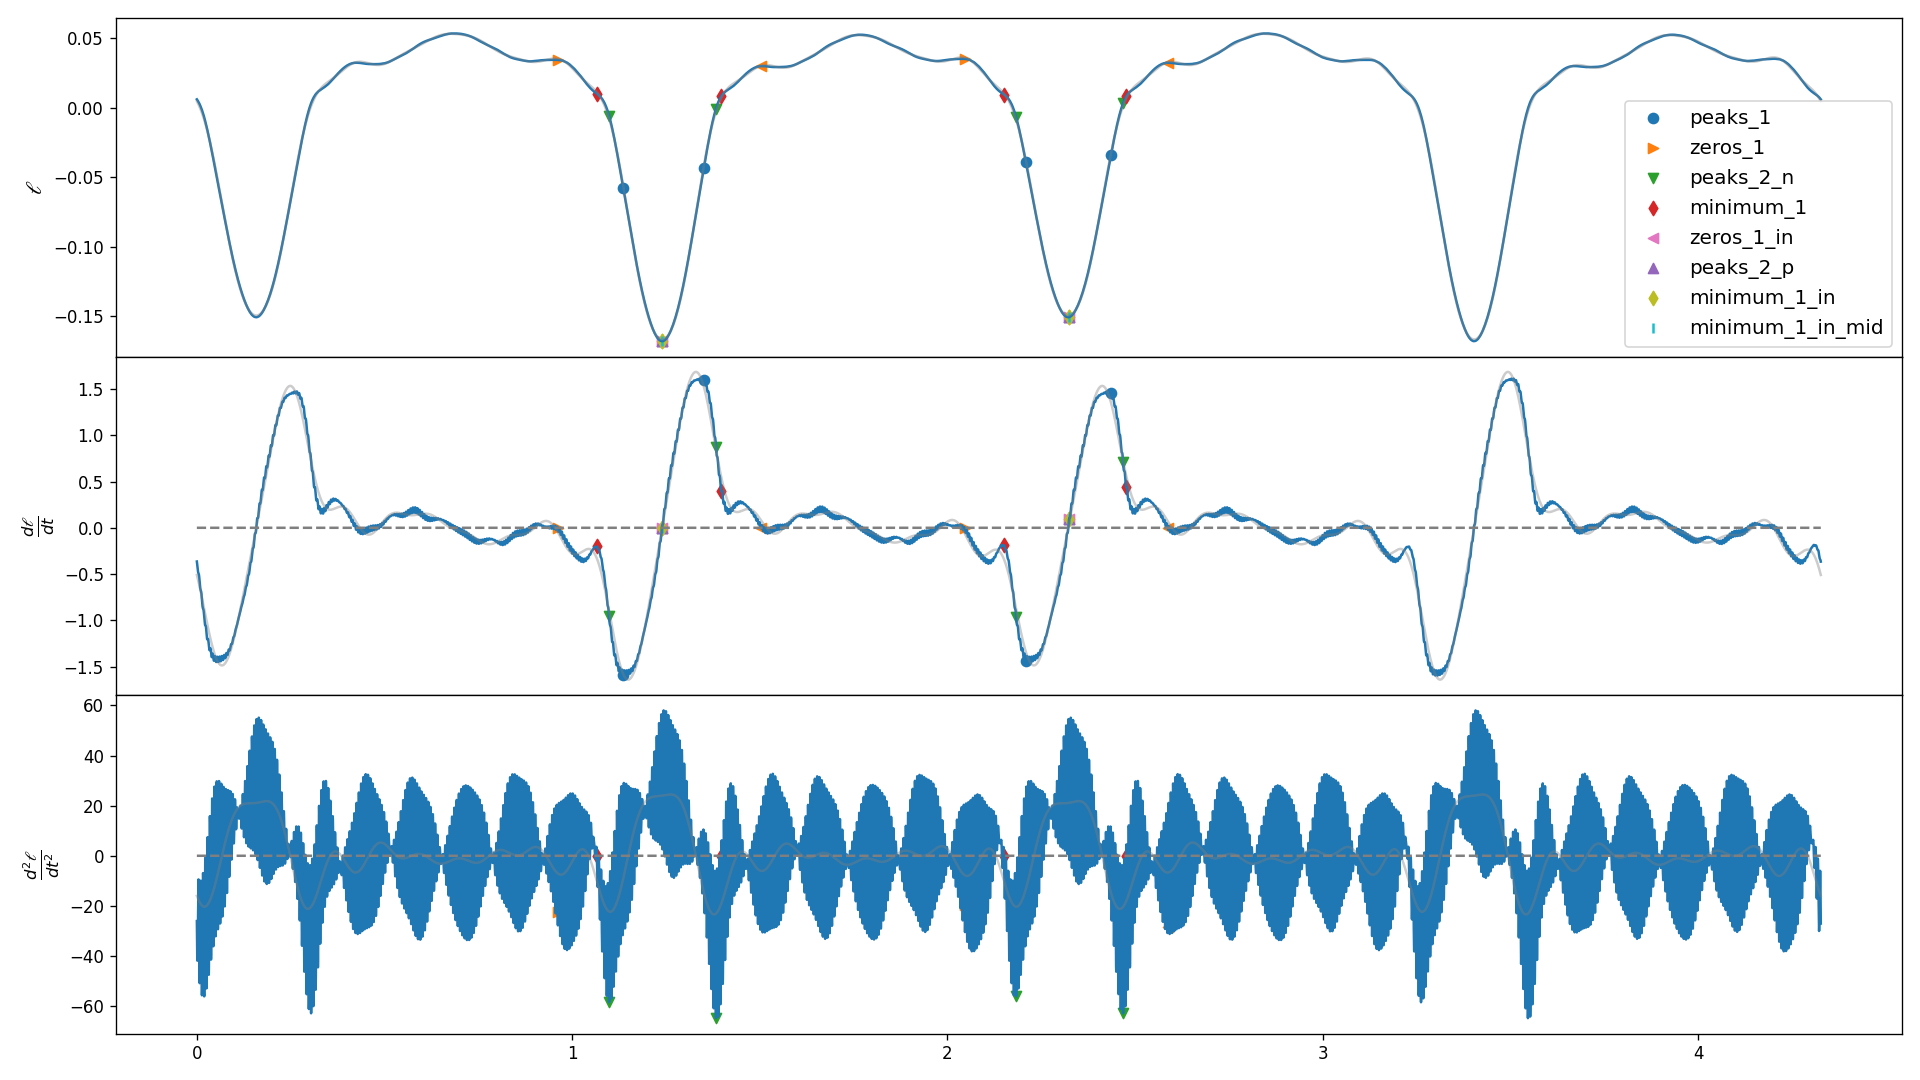 0.05
0.00
−0.05
−0.10
−0.15
ℓ
peaks_1
zeros_1
peaks_2_n
minimum_1
zeros_1_in
peaks_2_p
minimum_1_in
minimum_1_in_mid
1.5
1.0
0.5
0.0
−0.5
−1.0
−1.5
dℓ
dt
60
40
20
0
−20
−40
−60
d²ℓ
dt²
0 1 2 3 4